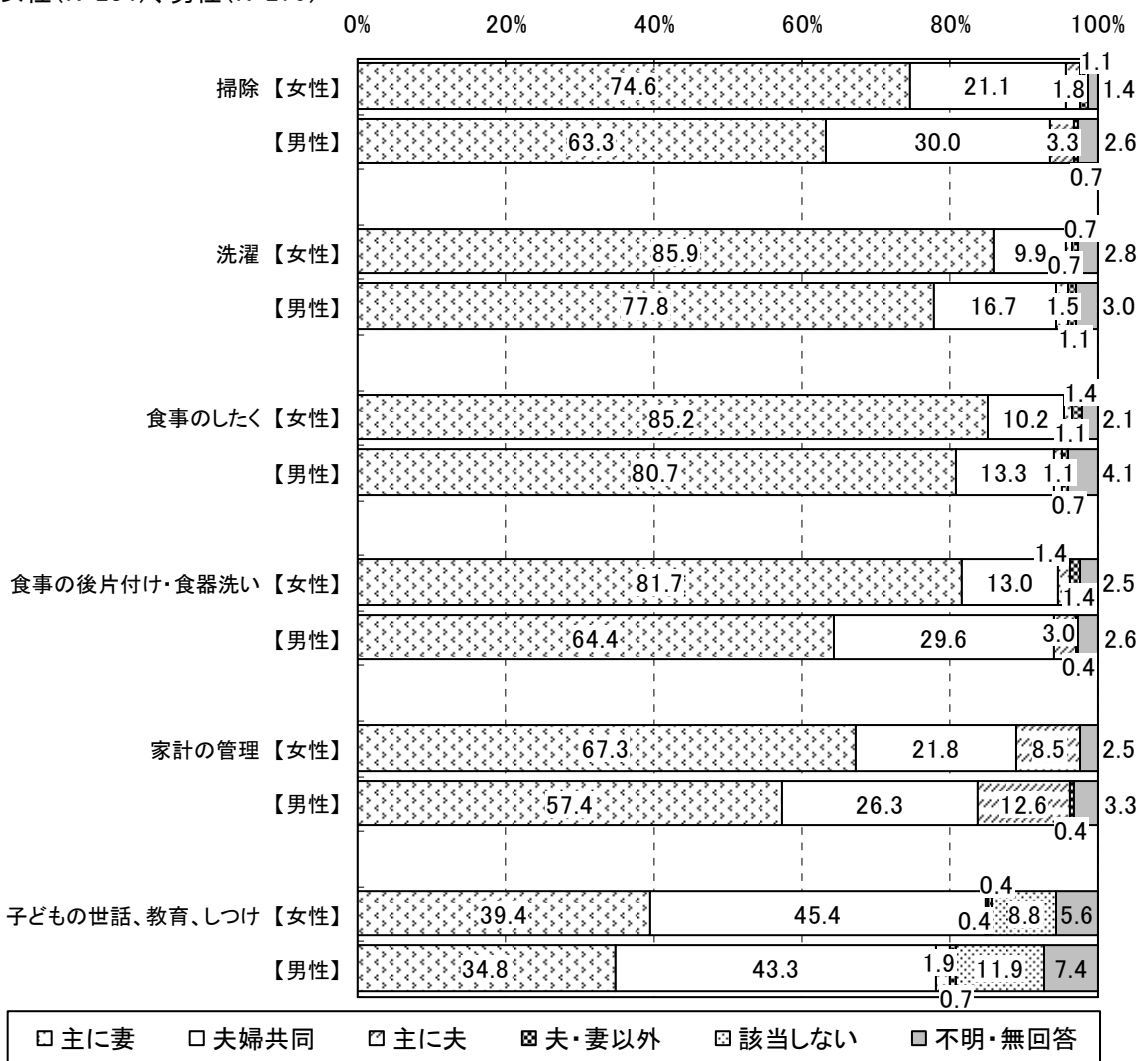 0% 20% 40% 60% 80% 100%
1.1
掃除 【女性】 74.6 21.1 1.8 1.4
【男性】 63.3 30.0 3.3 2.6
0.7
0.7
洗濯 【女性】 85.9 9.9 0.7 2.8
【男性】 77.8 16.7 1.5 3.0
1.1
1.4
食事のしたく 【女性】 85.2 10.2 1.1 2.1
【男性】 80.7 13.3 1.1 4.1
0.7
1.4
食事の後片付け・食器洗い 【女性】 81.7 13.0 1.4 2.5
【男性】 64.4 29.6 3.0 2.6
0.4
家計の管理 【女性】 67.3 21.8 8.5 2.5
【男性】 57.4 26.3 12.6 3.3
0.4
0.4
子どもの世話、教育、しつけ 【女性】 39.4 45.4 0.4 8.8 5.6
【男性】 34.8 43.3 1.9 11.9 7.4
0.7
主に妻 夫婦共同 主に夫 夫・妻以外 該当しない 不明・無回答